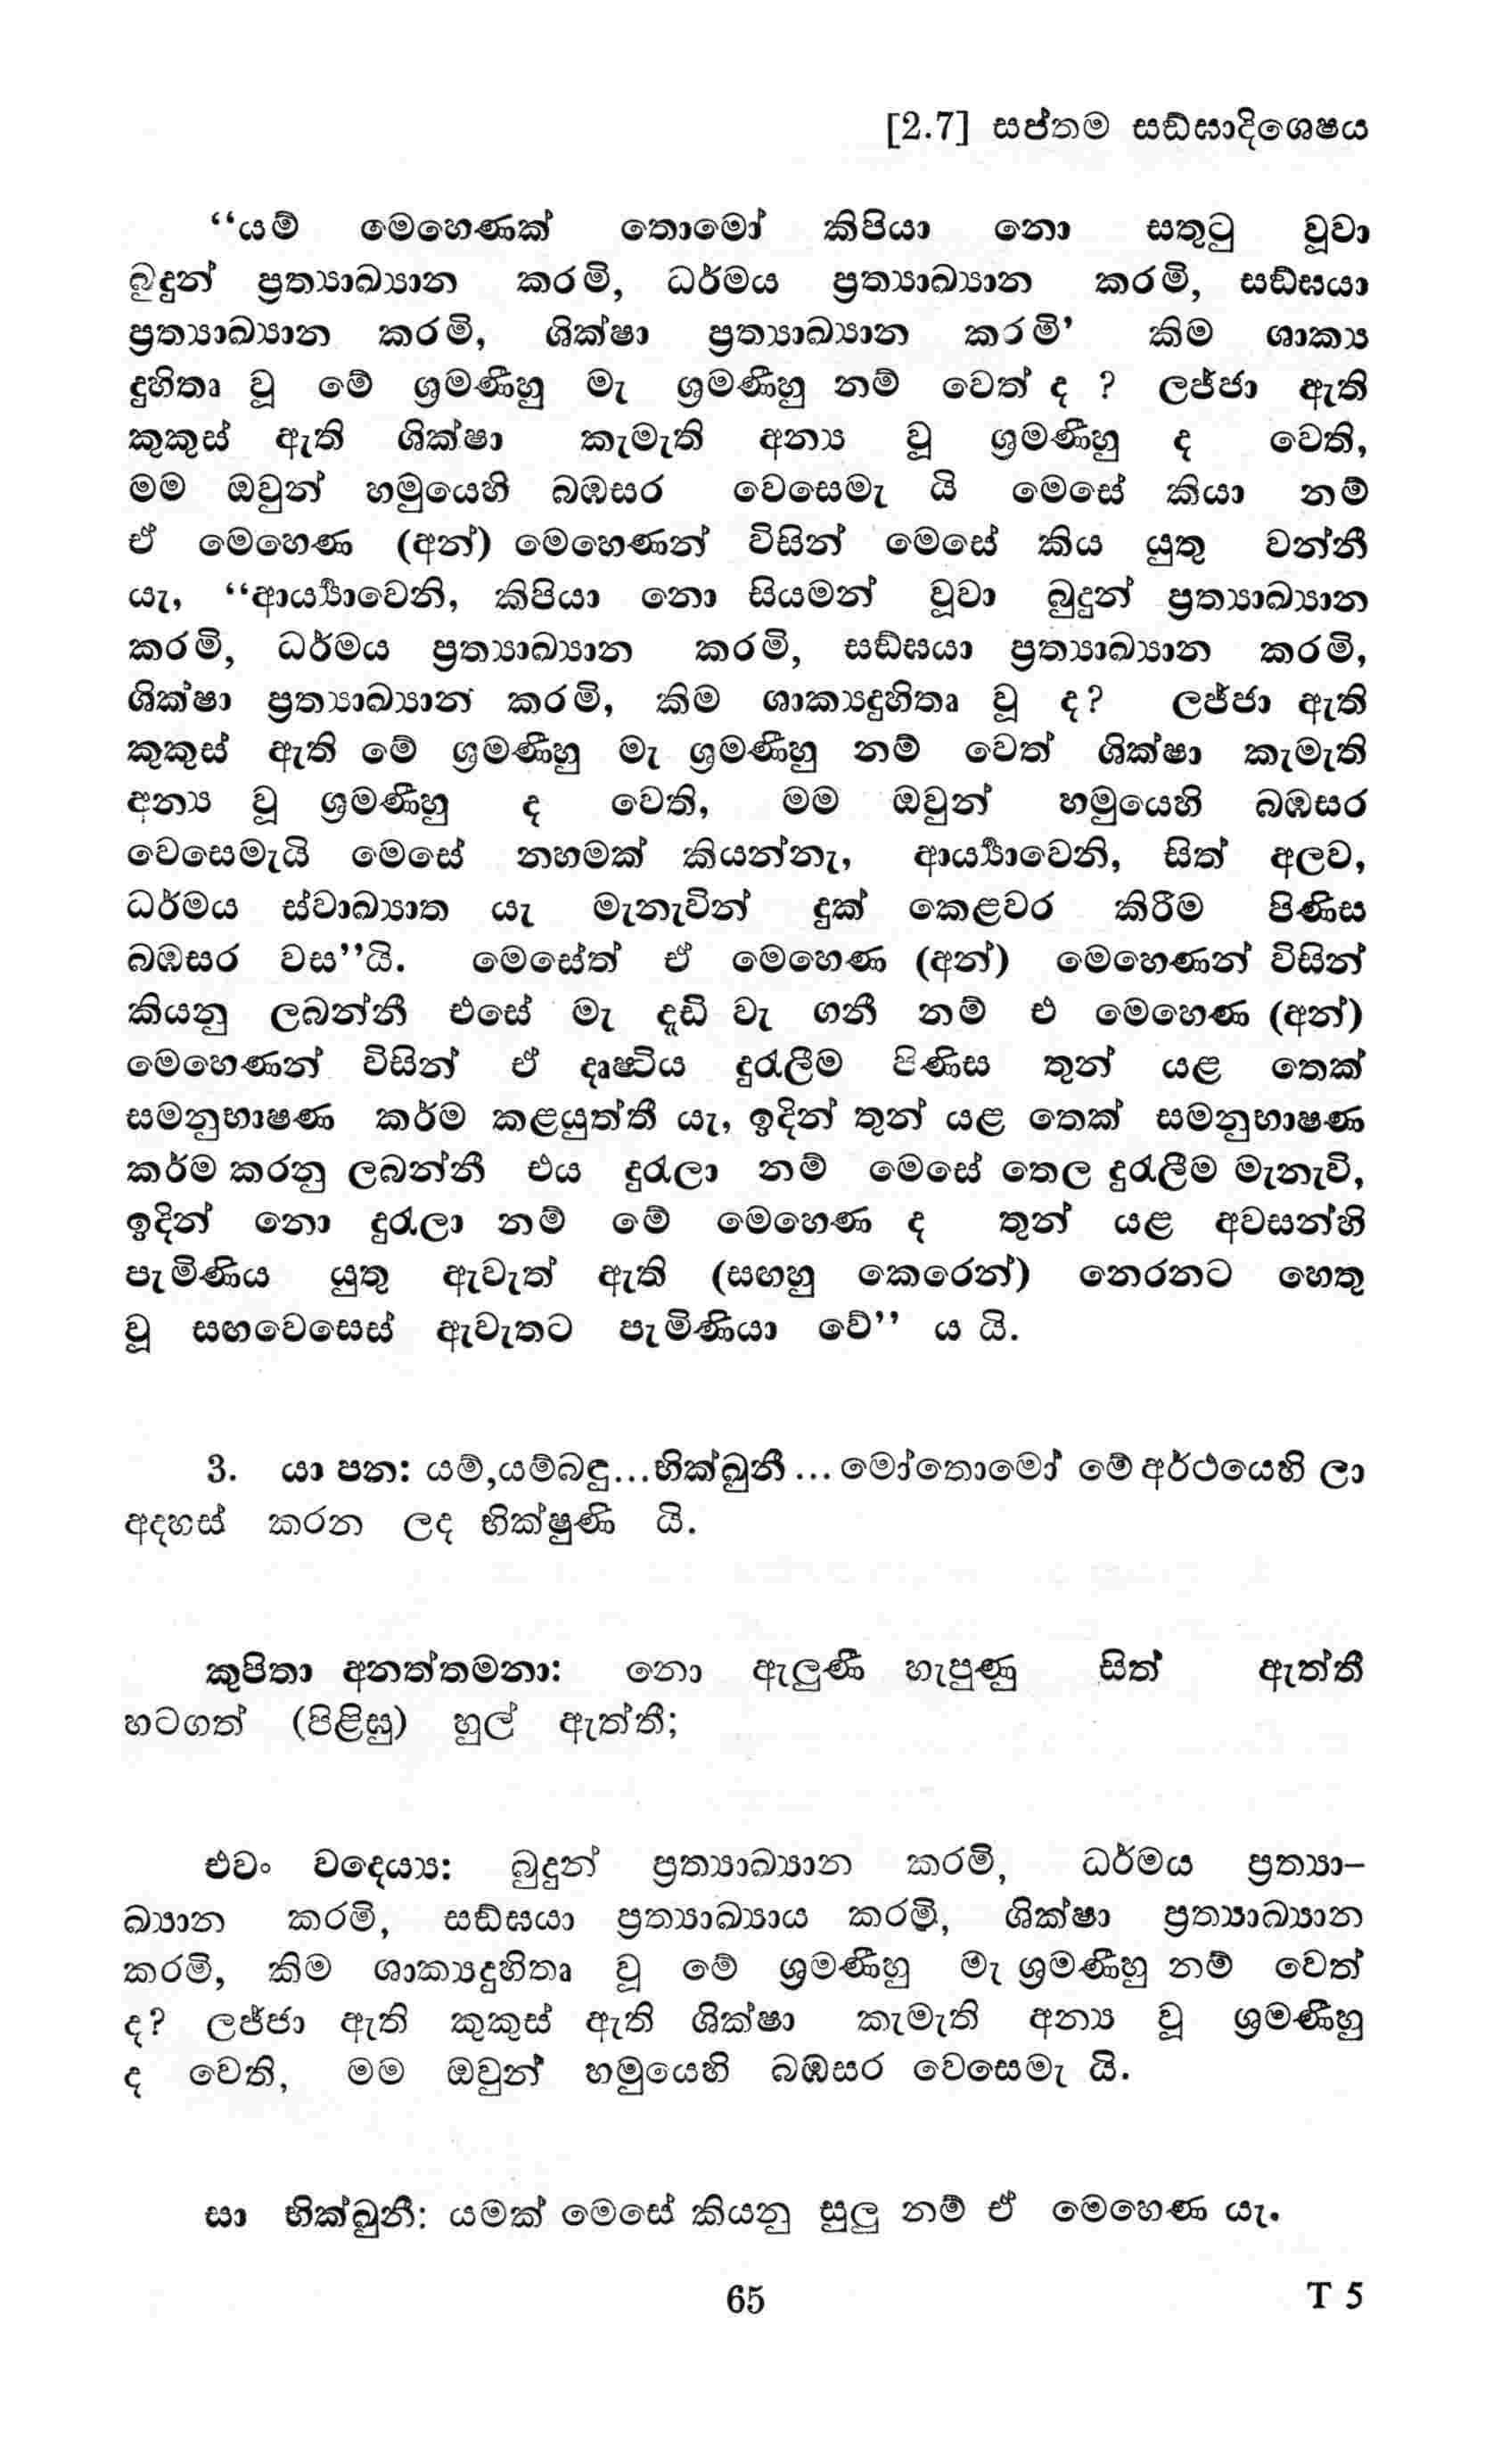 [2.7] සප්තම සඞ්ඝාදිශෙෂය
‘‘යම් මෙහෙණක් තොමෝ කිපියා නො සතුටු වූවා
බුදුන් ප්‍රත්‍යාඛ්‍යාන කරමි, ධර්මය ප්‍රත්‍යාඛ්‍යාන කරමි, සඞ්ඝයා
ප්‍රත්‍යාඛ්‍යාන කරමි, ශික්ෂා ප්‍රත්‍යාඛ්‍යාන කරමි’ කිම ශාක්‍ය
දුහිතෘ වූ මේ ශ්‍රමණීහු මැ ශ්‍රමණීහු නම් වෙත් ද ? ලජ්ජා ඇති
කුකුස් ඇති ශික්ෂා කැමැති අන්‍ය වූ ශ්‍රමණීහු ද වෙති,
මම ඔවුන් හමුයෙහි බඹසර වෙසෙමැ යි මෙසේ කියා නම්
ඒ මෙහෙණ (අන්) මෙහෙණන් විසින් මෙසේ කිය යුතු වන්නී
යැ, ‘‘ආර්‍ය්‍යාවෙනි, කිපියා නො සියමන් වූවා බුදුන් ප්‍රත්‍යාඛ්‍යාන
කරමි, ධර්මය ප්‍රත්‍යාඛ්‍යාන කරමි, සඞ්ඝයා ප්‍රත්‍යාඛ්‍යාන කරමි,
ශික්ෂා ප්‍රත්‍යාඛ්‍යාන කරමි, කිම ශාක්‍යදුහිතෘ වූ ද? ලජ්ජා ඇති
කුකුස් ඇති මේ ශ්‍රමණීහු මැ ශ්‍රමණීහු නම් වෙත් ශික්ෂා කැමැති
අන්‍ය වූ ශ්‍රමණීහු ද වෙති, මම ඔවුන් හමුයෙහි බඹසර
වෙසෙමැයි මෙසේ නහමක් කියන්නැ, ආර්‍ය්‍යාවෙනි, සිත් අලව,
ධර්මය ස්වාඛ්‍යාත යැ මැනැවින් දුක් කෙළවර කිරීම පිණිස
බඹසර වස’’යි. මෙසේත් ඒ මෙහෙණ (අන්) මෙහෙණන් විසින්
කියනු ලබන්නී එසේ මැ දැඩි වැ ගනී නම් එ මෙහෙණ (අන්)
මෙහෙණන් විසින් ඒ දෘෂ්ටිය දුරැලීම පිණිස තුන් යළ තෙක්
සමනුභාෂණ කර්ම කළයුත්තී යැ, ඉදින් තුන් යළ තෙක් සමනුභාෂණ
කර්ම කරනු ලබන්නී එය දුරැලා නම් මෙසේ තෙල දුරැලීම මැනැවි,
ඉදින් නො දුරැලා නම් මේ මෙහෙණ ද තුන් යළ අවසන්හි
පැමිණිය යුතු ඇවැත් ඇති (සඟහු කෙරෙන්) නෙරනට හෙතු
වූ සඟවෙසෙස් ඇවැතට පැමිණියා වේ’’ ය යි.
3. යා පන: යම්,යම්බඳු...භික්ඛුනී... මෝතොමෝ මේ අර්ථයෙහි ලා
අදහස් කරන ලද භික්ෂුණි යි.
කුපිතා අනත්තමනා: නො ඇලුණී හැපුණු සිත් ඇත්තී
හටගත් (පිළිඝු) හුල් ඇත්තී;
එවං වදෙය්‍ය: බුදුන් ප්‍රත්‍යාඛ්‍යාන කරමි, ධර්මය ප්‍රත්‍යා–
ඛ්‍යාන කරමි, සඞ්ඝයා ප්‍රත්‍යාඛ්‍යාය කරමි, ශික්ෂා ප්‍රත්‍යාඛ්‍යාන
කරමි, කිම ශාක්‍යදුහිතෘ වූ මේ ශ්‍රමණීහු මැ ශ්‍රමණීහු නම් වෙත්
ද? ලජ්ජා ඇති කුකුස් ඇති ශික්ෂා කැමැති අන්‍ය වූ ශ්‍රමණීහු
ද වෙති, මම ඔවුන් හමුයෙහි බඹසර වෙසෙමැ යි.
සා භික්ඛුනී: යමක් මෙසේ කියනු සුලු නම් ඒ මෙහෙණ යැ.
65 T 5